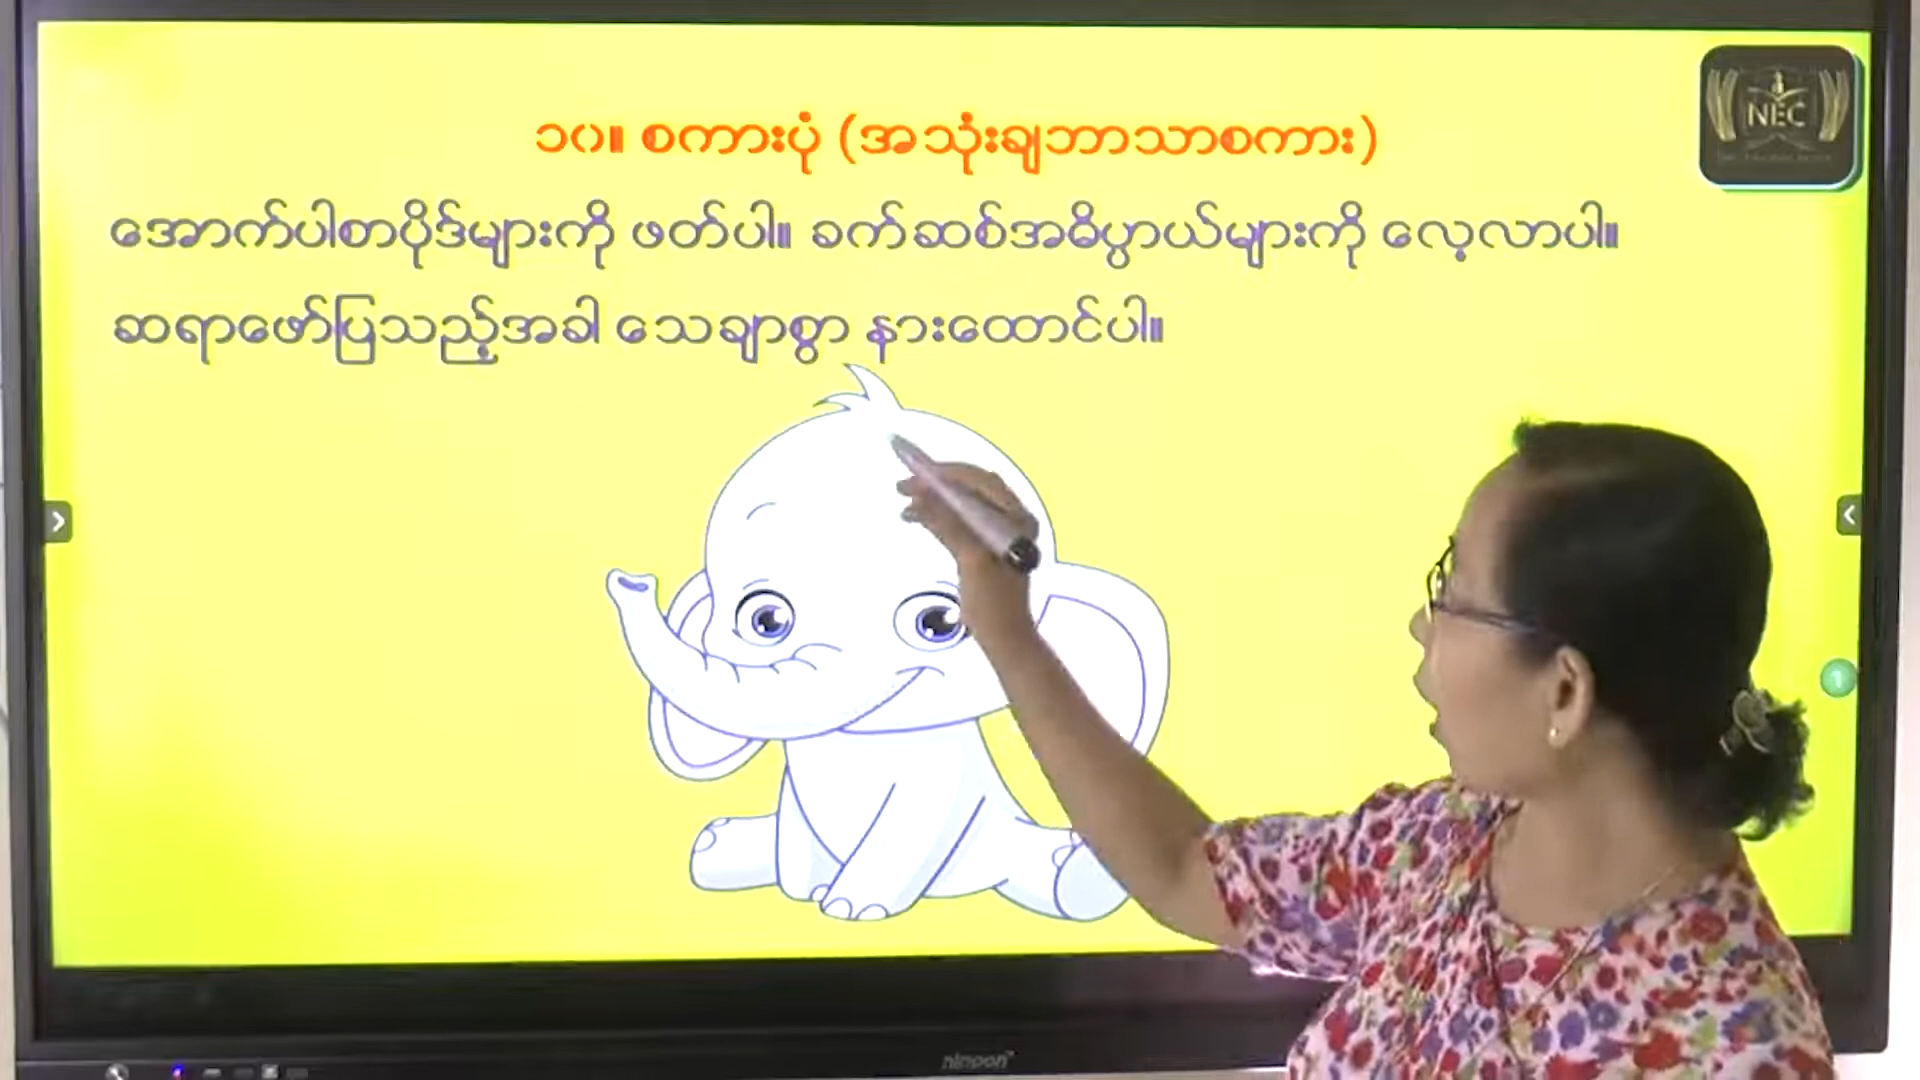 ၁၀။ စကားပုံ (အသုံးချဘာသာစကား)
NEC
အောက်ပါစာပိုဒ်များကို ဖတ်ပါ။ ခက်ဆစ်အဓိပ္ပာယ်များကို လေ့လာပါ။
ဆရာဖော်ပြသည့်အခါ သေချာစွာ နားထောင်ပါ။
1